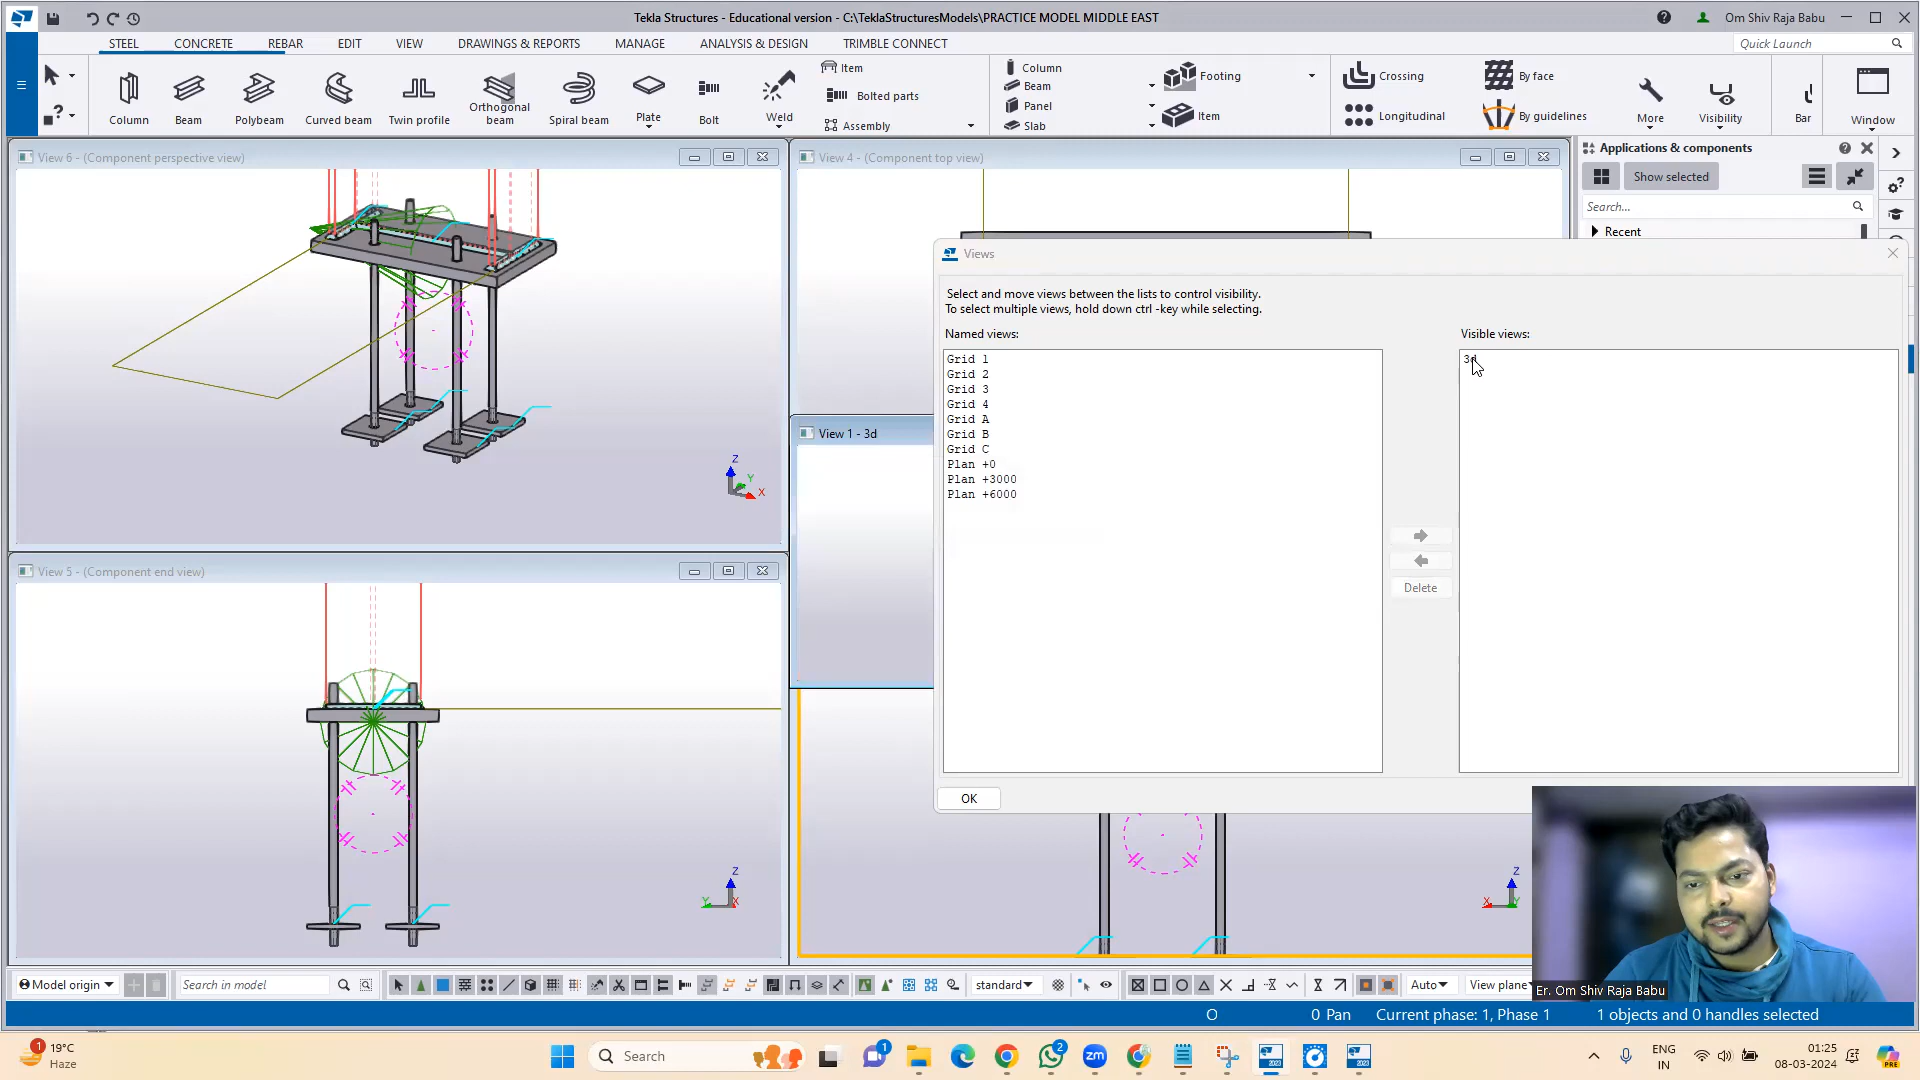 Tekla Structures - Educational version - C:\TeklaStructuresModels\PRACTICE MODEL MIDDLE EAST
Om Shiv Raja Babu
STEEL CONCRETE REBAR EDIT VIEW DRAWINGS & REPORTS MANAGE ANALYSIS & DESIGN TRIMBLE CONNECT
Quick Launch
Column
Beam
Polybeam
Curved beam
Twin profile
Orthogonal
beam
Spiral beam
Plate
Bolt
Weld
Item
Bolted parts
Assembly
Column
Beam
Panel
Slab
Footing
Item
Crossing
Longitudinal
By face
By guidelines
More
Visibility
Bar
Window
View 6 - (Component perspective view)
View 4 - (Component top view)
Applications & components
Show selected
Search...
Recent
Views
Select and move views between the lists to control visibility.
To select multiple views, hold down ctrl -key while selecting.
Named views:
Visible views:
Grid 1
Grid 2
Grid 3
Grid 4
Grid A
Grid B
Grid C
Plan +0
Plan +3000
Plan +6000
3d
Delete
OK
View 1 - 3d
View 5 - (Component end view)
Z
Y
X
Z
Y
X
Z
X
Y
Er. Om Shiv Raja Babu
Model origin
Search in model
standard
Auto
View plane
O
0 Pan
Current phase: 1, Phase 1
1 objects and 0 handles selected
1
19°C
Haze
Search
1
2
zm
2023
2023
ENG
IN
01:25
08-03-2024
PRE